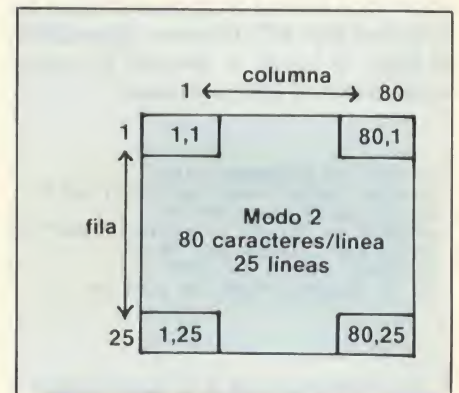 columna
1 80
1 1,1 80,1
fila
Modo 2
80 caracteres/linea
25 lineas
25 1,25 80,25